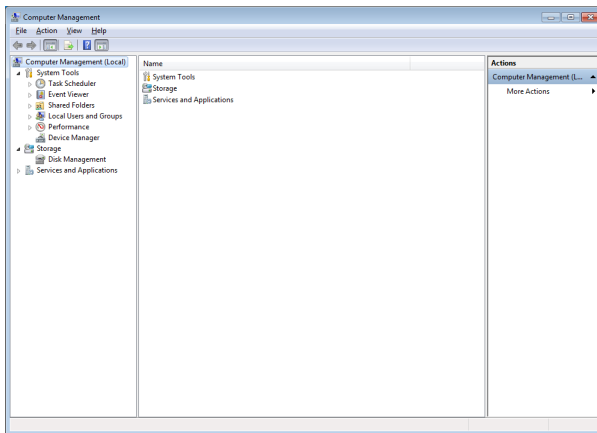 Computer Management
File Action View Help
Computer Management (Local)
System Tools
Task Scheduler
Event Viewer
Shared Folders
Local Users and Groups
Performance
Device Manager
Storage
Disk Management
Services and Applications
Name
System Tools
Storage
Services and Applications
Actions
Computer Management (L...
More Actions